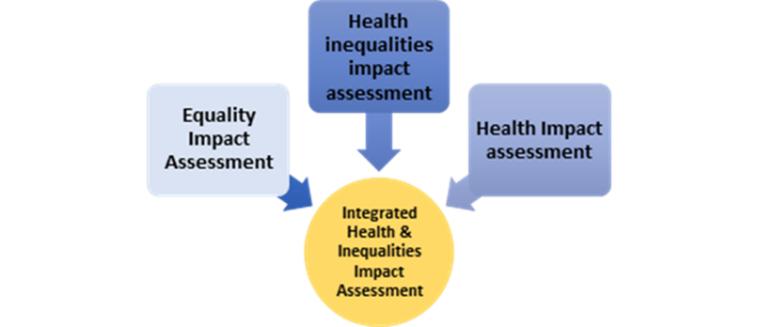 Health
inequalities
impact
assessment
Equality
Impact
Assessment
Health Impact
assessment
Integrated
Health &
Inequalities
Impact
Assessment